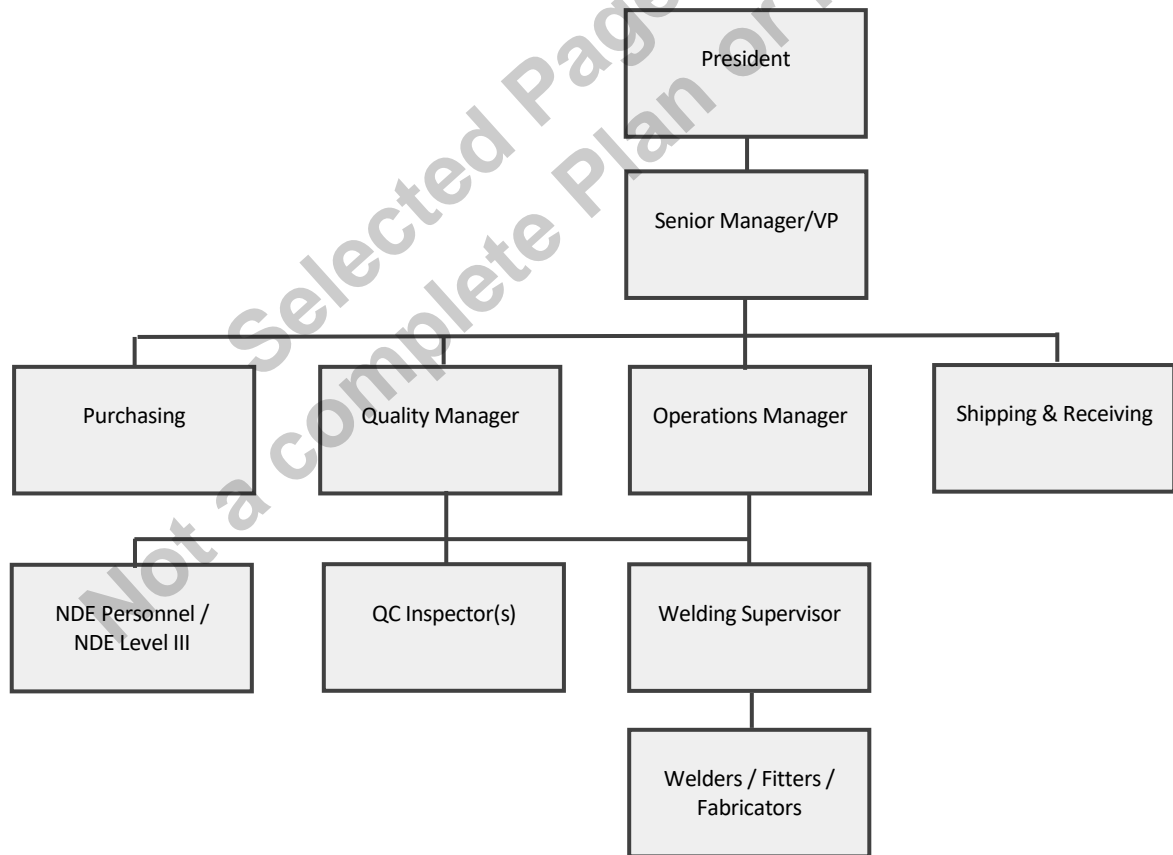 President
Senior Manager/VP
Purchasing
Quality Manager
Operations Manager
Shipping & Receiving
NDE Personnel /
NDE Level III
QC Inspector(s)
Welding Supervisor
Welders / Fitters /
Fabricators
Selected Page
Not a complete Plan or